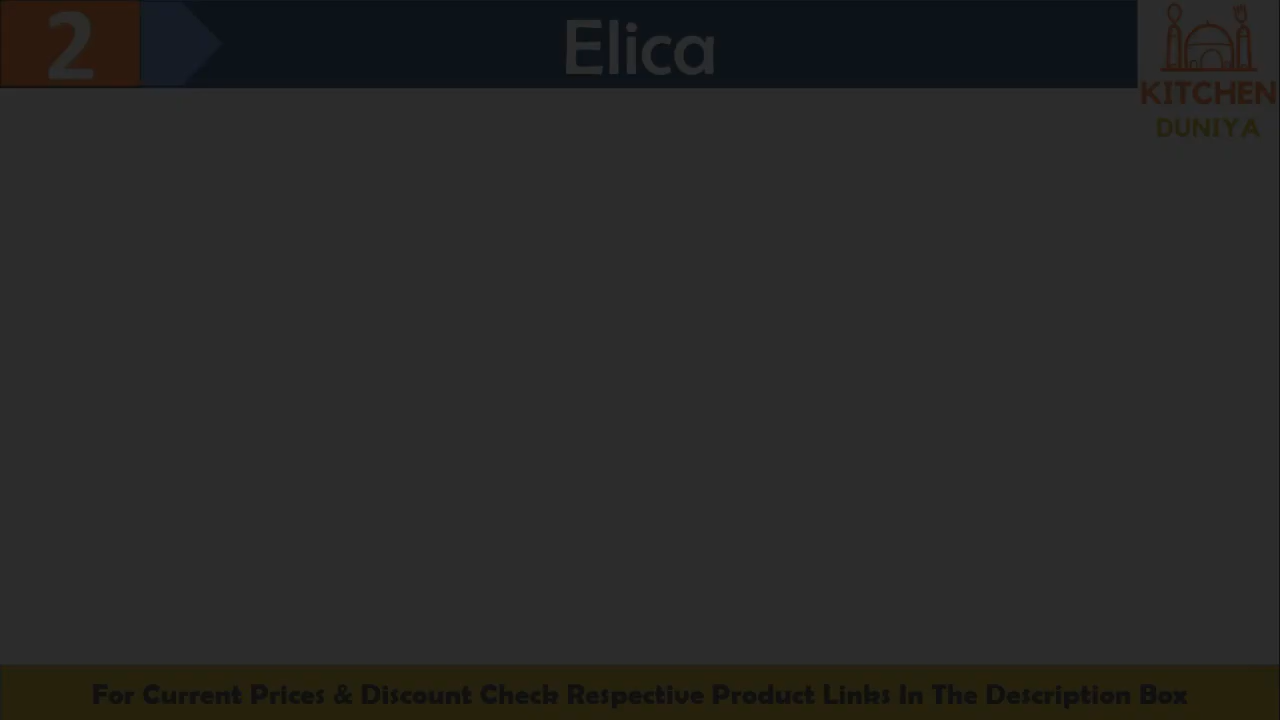 2
Elica
KITCHEN
DUNIYA
For Current Prices & Discount Check Respective Product Links In The Description Box